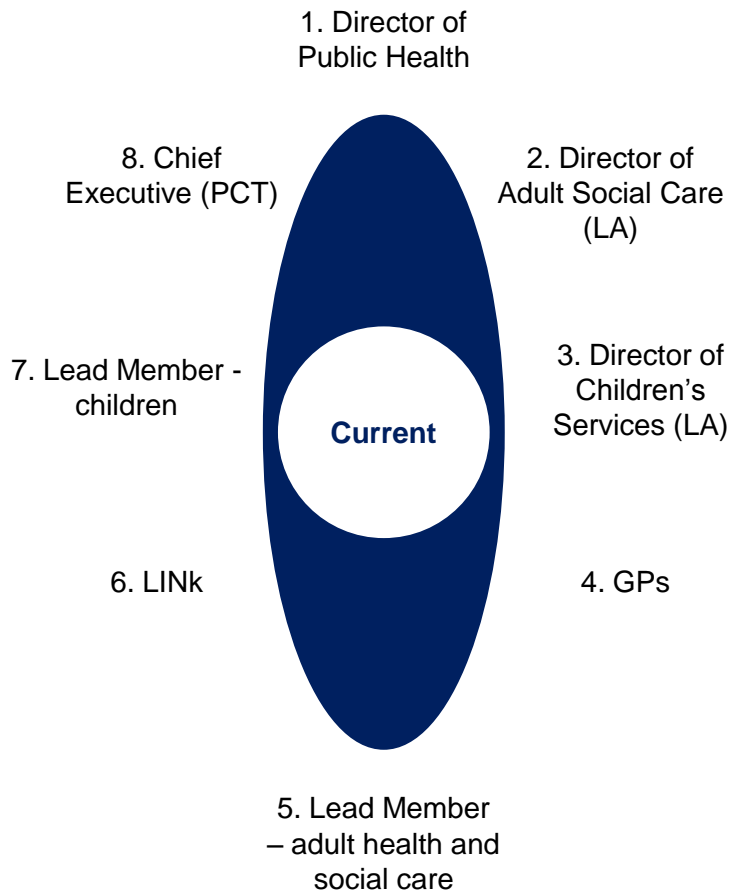 1. Director of
Public Health
8. Chief
Executive (PCT)
2. Director of
Adult Social Care
(LA)
7. Lead Member -
children
Current
3. Director of
Children’s
Services (LA)
6. LINk
4. GPs
5. Lead Member
– adult health and
social care